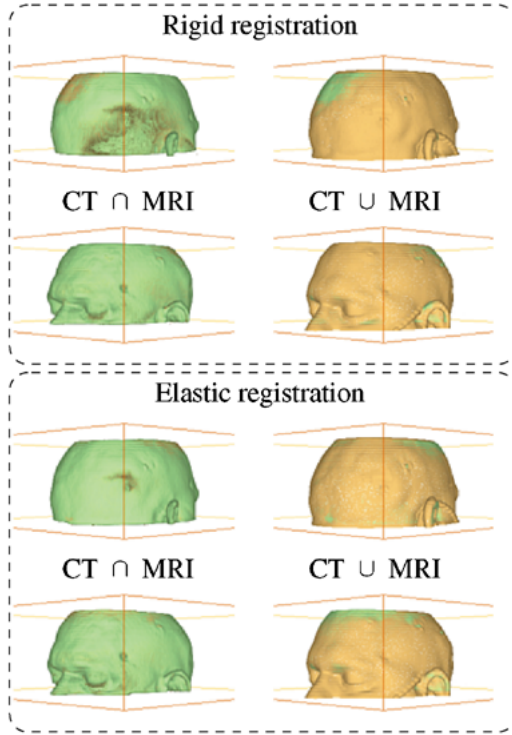 Rigid registration
CT ∩ MRI
CT ∪ MRI
Elastic registration
CT ∩ MRI
CT ∪ MRI